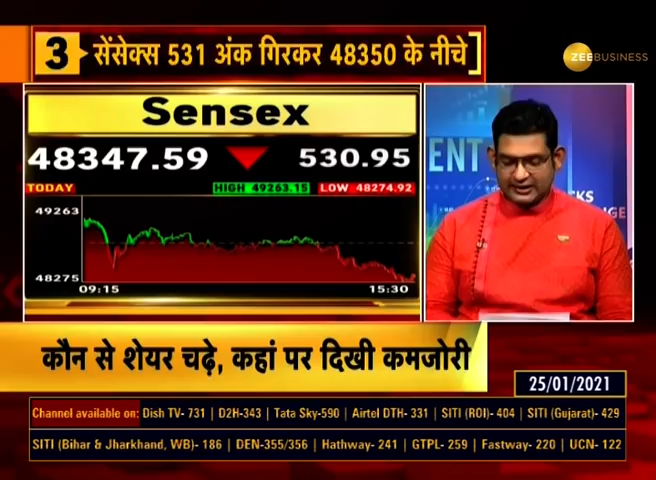 3 सेंसेक्स 531 अंक गिरकर 48350 के नीचे
ZEEBUSINESS
Sensex
48347.59 530.95
TODAY HIGH 49263.15 LOW 48274.92
49263
48275
09:15 15:30
ENT
KS
NGE
कौन से शेयर चढ़े, कहां पर दिखी कमजोरी
25/01/2021
Channel available on: Dish TV- 731 | D2H-343 | Tata Sky-590 | Airtel DTH- 331 | SITI (ROI)- 404 | SITI (Gujarat)- 429
SITI (Bihar & Jharkhand, WB)- 186 | DEN-355/356 | Hathway- 241 | GTPL- 259 | Fastway- 220 | UCN- 122